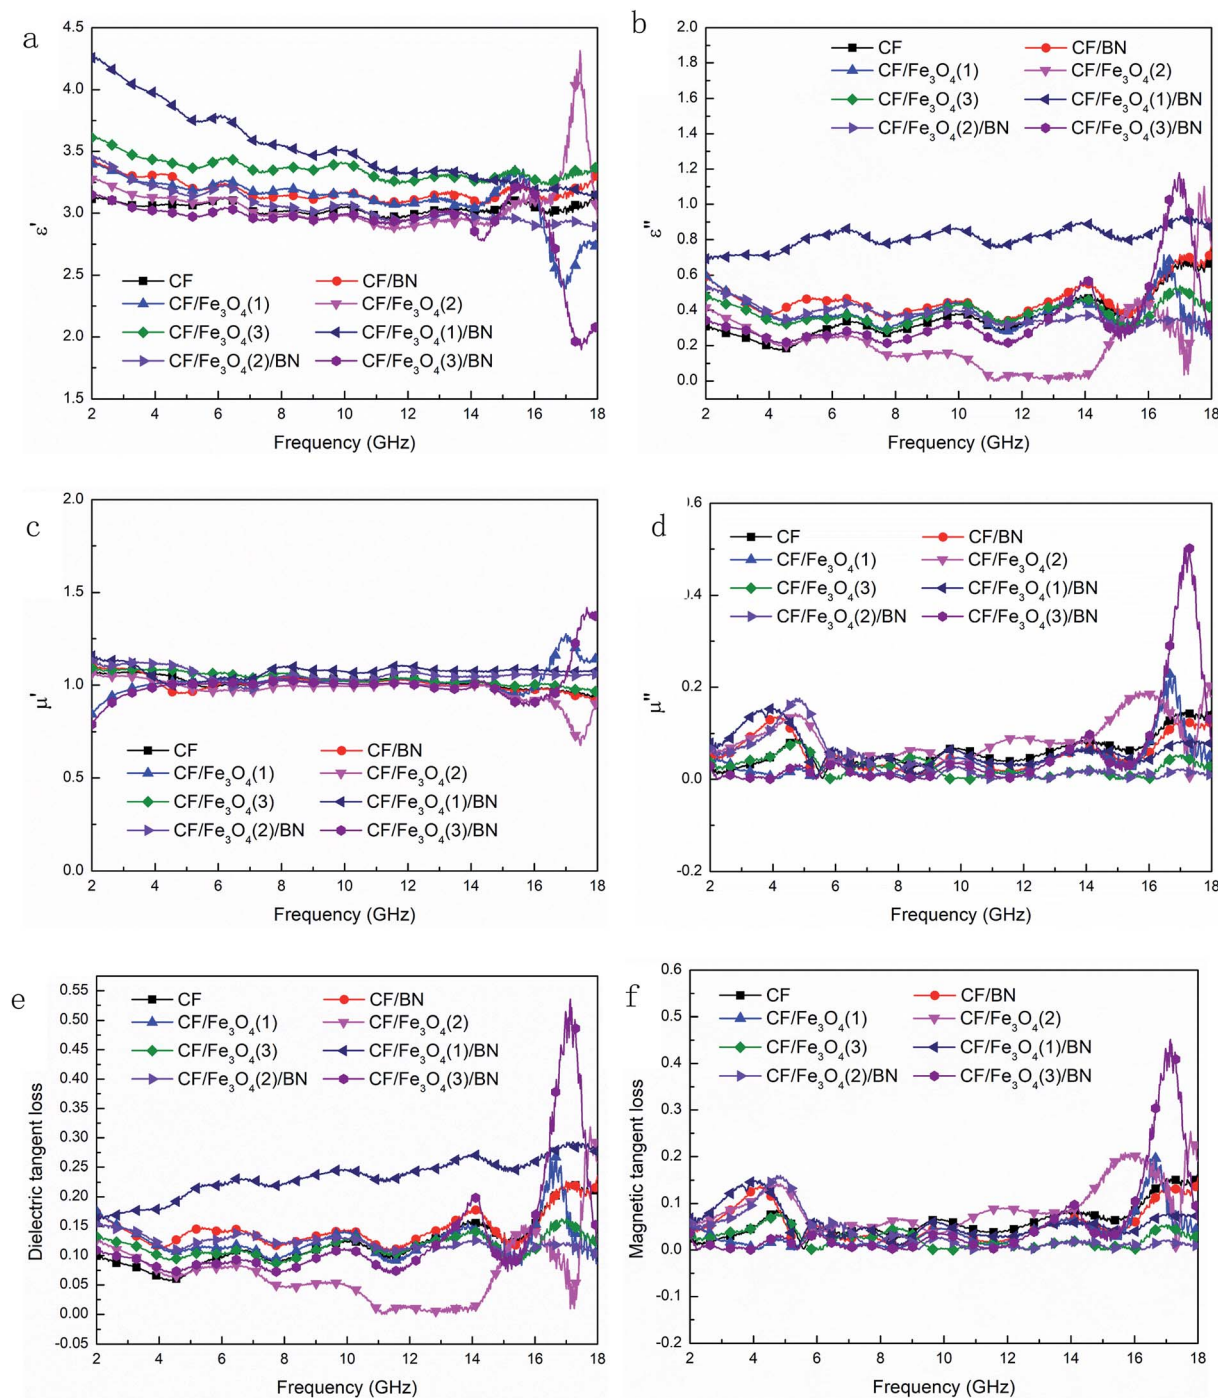 a
4.5
4.0
3.5
3.0
2.5
2.0
1.5
ε'
CF
CF/BN
CF/Fe₃O₄(1)
CF/Fe₃O₄(2)
CF/Fe₃O₄(3)
CF/Fe₃O₄(1)/BN
CF/Fe₃O₄(2)/BN
CF/Fe₃O₄(3)/BN
2 4 6 8 10 12 14 16 18
Frequency (GHz)
b
2.0
1.8
1.6
1.4
1.2
1.0
0.8
0.6
0.4
0.2
0.0
ε"
CF
CF/BN
CF/Fe₃O₄(1)
CF/Fe₃O₄(2)
CF/Fe₃O₄(3)
CF/Fe₃O₄(1)/BN
CF/Fe₃O₄(2)/BN
CF/Fe₃O₄(3)/BN
2 4 6 8 10 12 14 16 18
Frequency (GHz)
c
2.0
1.5
1.0
0.5
0.0
μ'
CF
CF/BN
CF/Fe₃O₄(1)
CF/Fe₃O₄(2)
CF/Fe₃O₄(3)
CF/Fe₃O₄(1)/BN
CF/Fe₃O₄(2)/BN
CF/Fe₃O₄(3)/BN
2 4 6 8 10 12 14 16 18
Frequency (GHz)
d
0.6
0.4
0.2
0.0
-0.2
μ"
CF
CF/BN
CF/Fe₃O₄(1)
CF/Fe₃O₄(2)
CF/Fe₃O₄(3)
CF/Fe₃O₄(1)/BN
CF/Fe₃O₄(2)/BN
CF/Fe₃O₄(3)/BN
2 4 6 8 10 12 14 16 18
Frequency (GHz)
e
0.55
0.50
0.45
0.40
0.35
0.30
0.25
0.20
0.15
0.10
0.05
0.00
-0.05
Dielectric tangent loss
CF
CF/BN
CF/Fe₃O₄(1)
CF/Fe₃O₄(2)
CF/Fe₃O₄(3)
CF/Fe₃O₄(1)/BN
CF/Fe₃O₄(2)/BN
CF/Fe₃O₄(3)/BN
2 4 6 8 10 12 14 16 18
Frequency (GHz)
f
0.6
0.5
0.4
0.3
0.2
0.1
0.0
-0.1
-0.2
Magnetic tangent loss
CF
CF/BN
CF/Fe₃O₄(1)
CF/Fe₃O₄(2)
CF/Fe₃O₄(3)
CF/Fe₃O₄(1)/BN
CF/Fe₃O₄(2)/BN
CF/Fe₃O₄(3)/BN
2 4 6 8 10 12 14 16 18
Frequency (GHz)